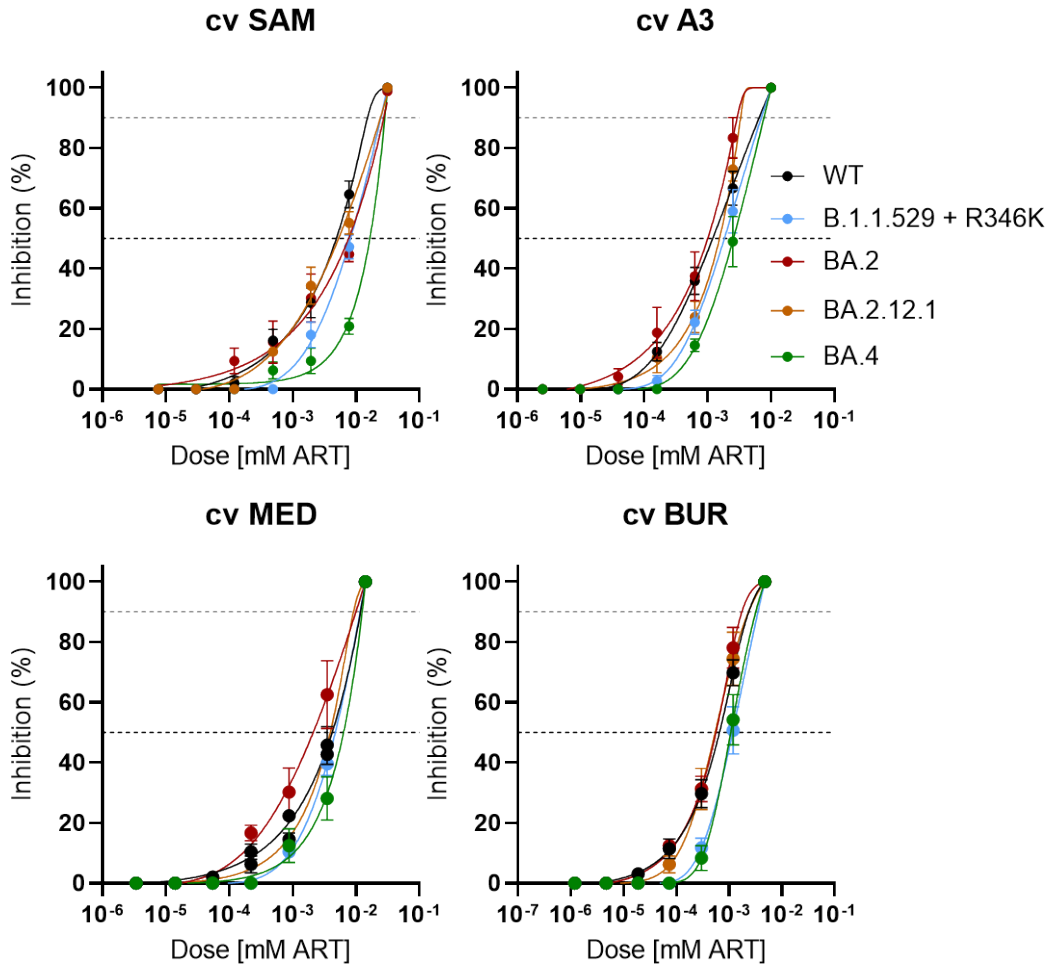 cv SAM
cv A3
Inhibition (%)
100
80
60
40
20
0
10-6
10-5
10-4
10-3
10-2
10-1
Dose [mM ART]
Inhibition (%)
100
80
60
40
20
0
10-6
10-5
10-4
10-3
10-2
10-1
Dose [mM ART]
WT
B.1.1.529 + R346K
BA.2
BA.2.12.1
BA.4
cv MED
cv BUR
Inhibition (%)
100
80
60
40
20
0
10-6
10-5
10-4
10-3
10-2
10-1
Dose [mM ART]
Inhibition (%)
100
80
60
40
20
0
10-7
10-6
10-5
10-4
10-3
10-2
10-1
Dose [mM ART]